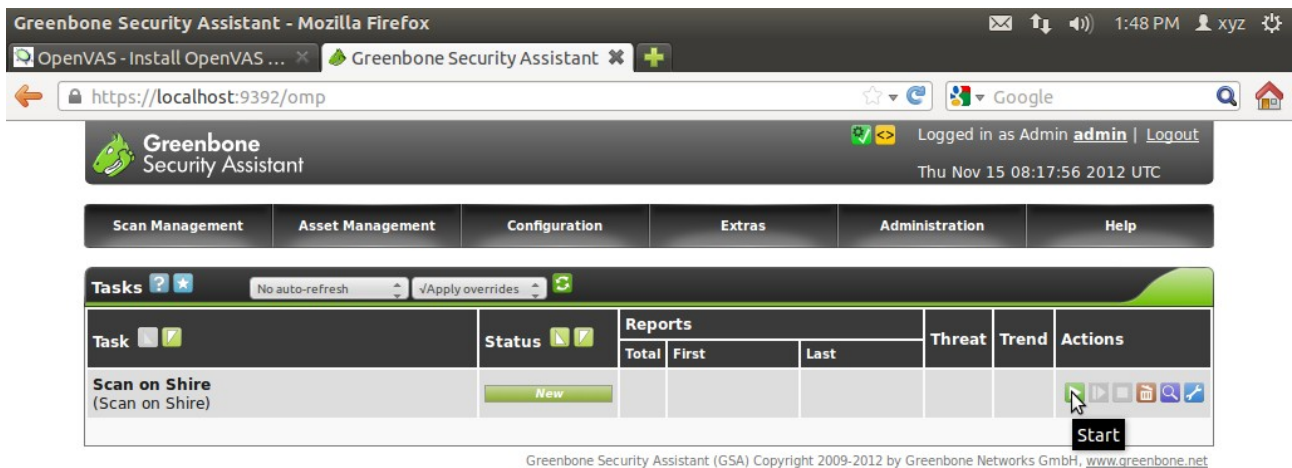 Greenbone Security Assistant - Mozilla Firefox 1:48 PM xyz
OpenVAS - Install OpenVAS ... Greenbone Security Assistant
https://localhost:9392/omp Google
Greenbone
Security Assistant
Logged in as Admin admin | Logout
Thu Nov 15 08:17:56 2012 UTC
Scan Management Asset Management Configuration Extras Administration Help
Tasks ? No auto-refresh √Apply overrides
Task Status Reports Threat Trend Actions
Total First Last
Scan on Shire New
(Scan on Shire)
Start
Greenbone Security Assistant (GSA) Copyright 2009-2012 by Greenbone Networks GmbH, www.greenbone.net